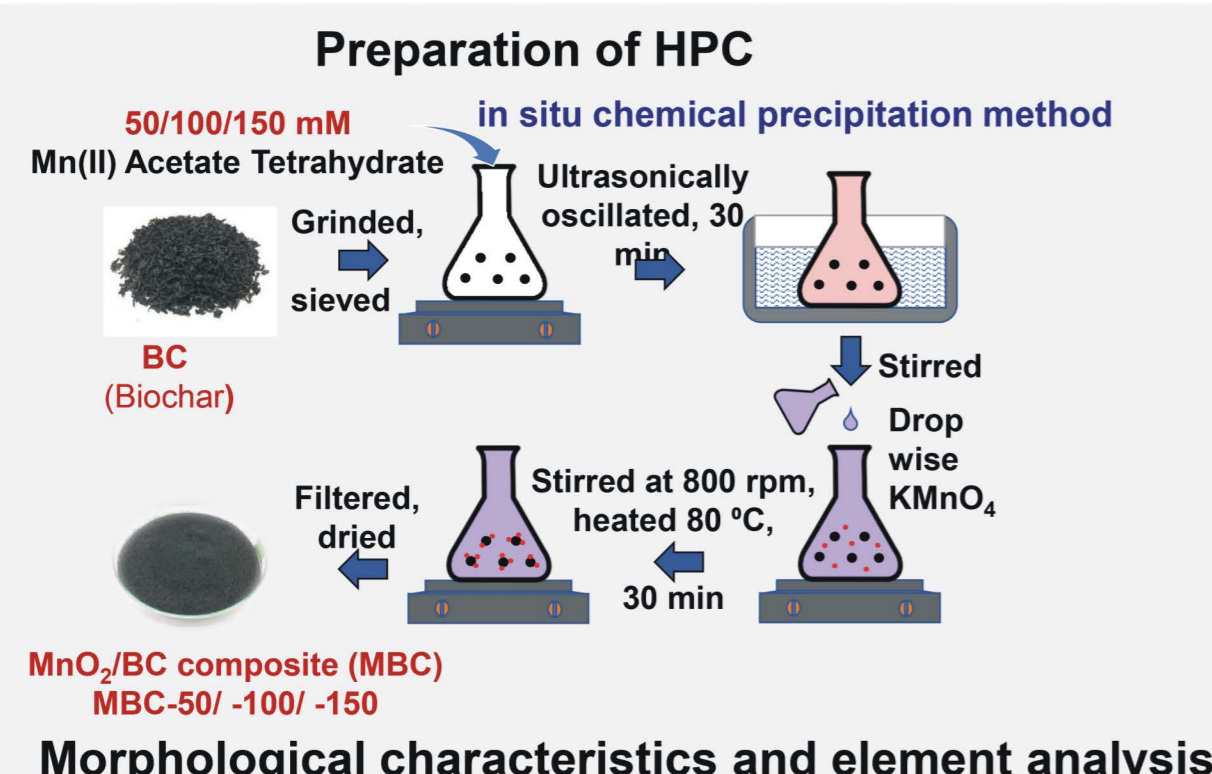 Preparation of HPC
50/100/150 mM
in situ chemical precipitation method
Mn(II) Acetate Tetrahydrate
Grinded,
sieved
Ultrasonically
oscillated, 30
min
BC
(Biochar)
Stirred
Drop
wise
KMnO₄
Stirred at 800 rpm,
heated 80 ⁰C,
30 min
Filtered,
dried
MnO₂/BC composite (MBC)
MBC-50/ -100/ -150
Morphological characteristics and element analysis